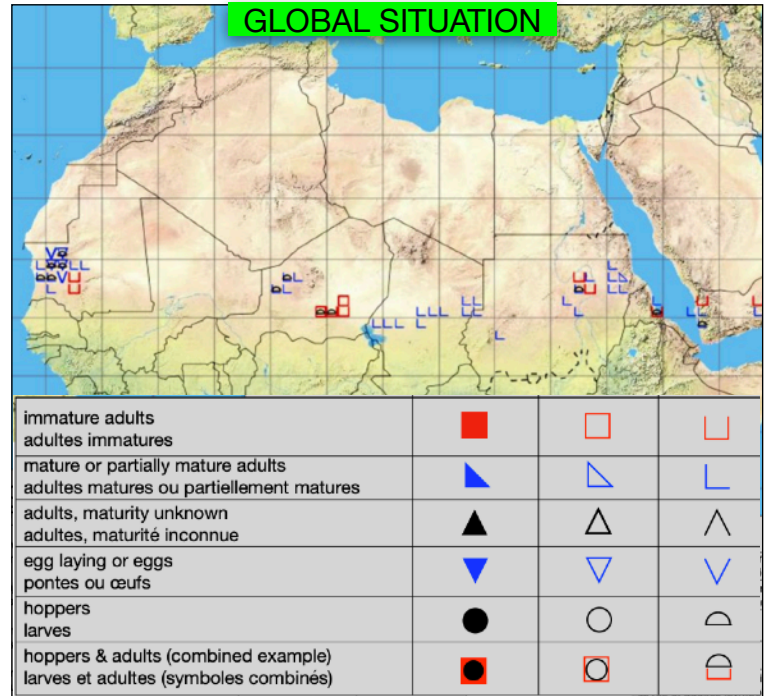 GLOBAL SITUATION
immature adults
adultes immatures
mature or partially mature adults
adultes matures ou partiellement matures
adults, maturity unknown
adultes, maturité inconnue
egg laying or eggs
pontes ou œufs
hoppers
larves
hoppers & adults (combined example)
larves et adultes (symboles combinés)